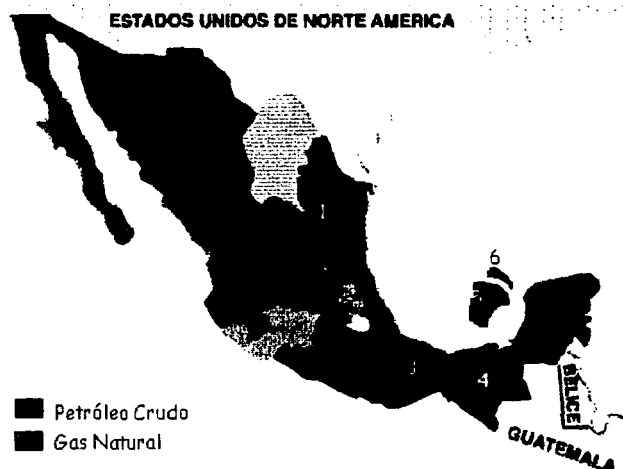 ESTADOS UNIDOS DE NORTE AMERICA
1
6
3
4
BELICE
Petróleo Crudo
Gas Natural
GUATEMALA